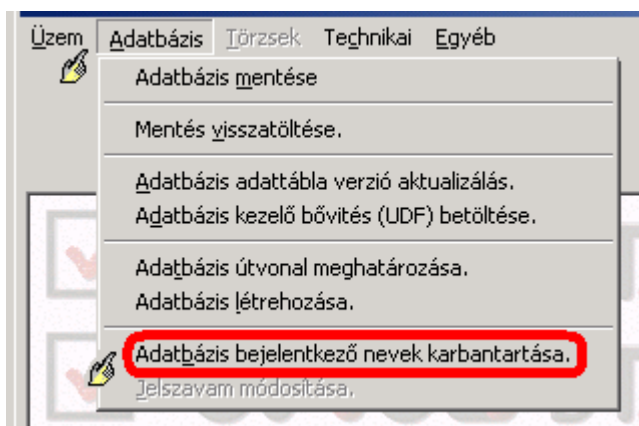 Üzem Adatbázis Törzsek Technikai Egyéb
Adatbázis mentése
Mentés visszatöltése.
Adatbázis adattábla verzió aktualizálás.
Adatbázis kezelő bővités (UDF) betöltése.
Adatbázis útvonal meghatározása.
Adatbázis létrehozása.
Adatbázis bejelentkező nevek karbantartása.
Jelszavam módosítása.